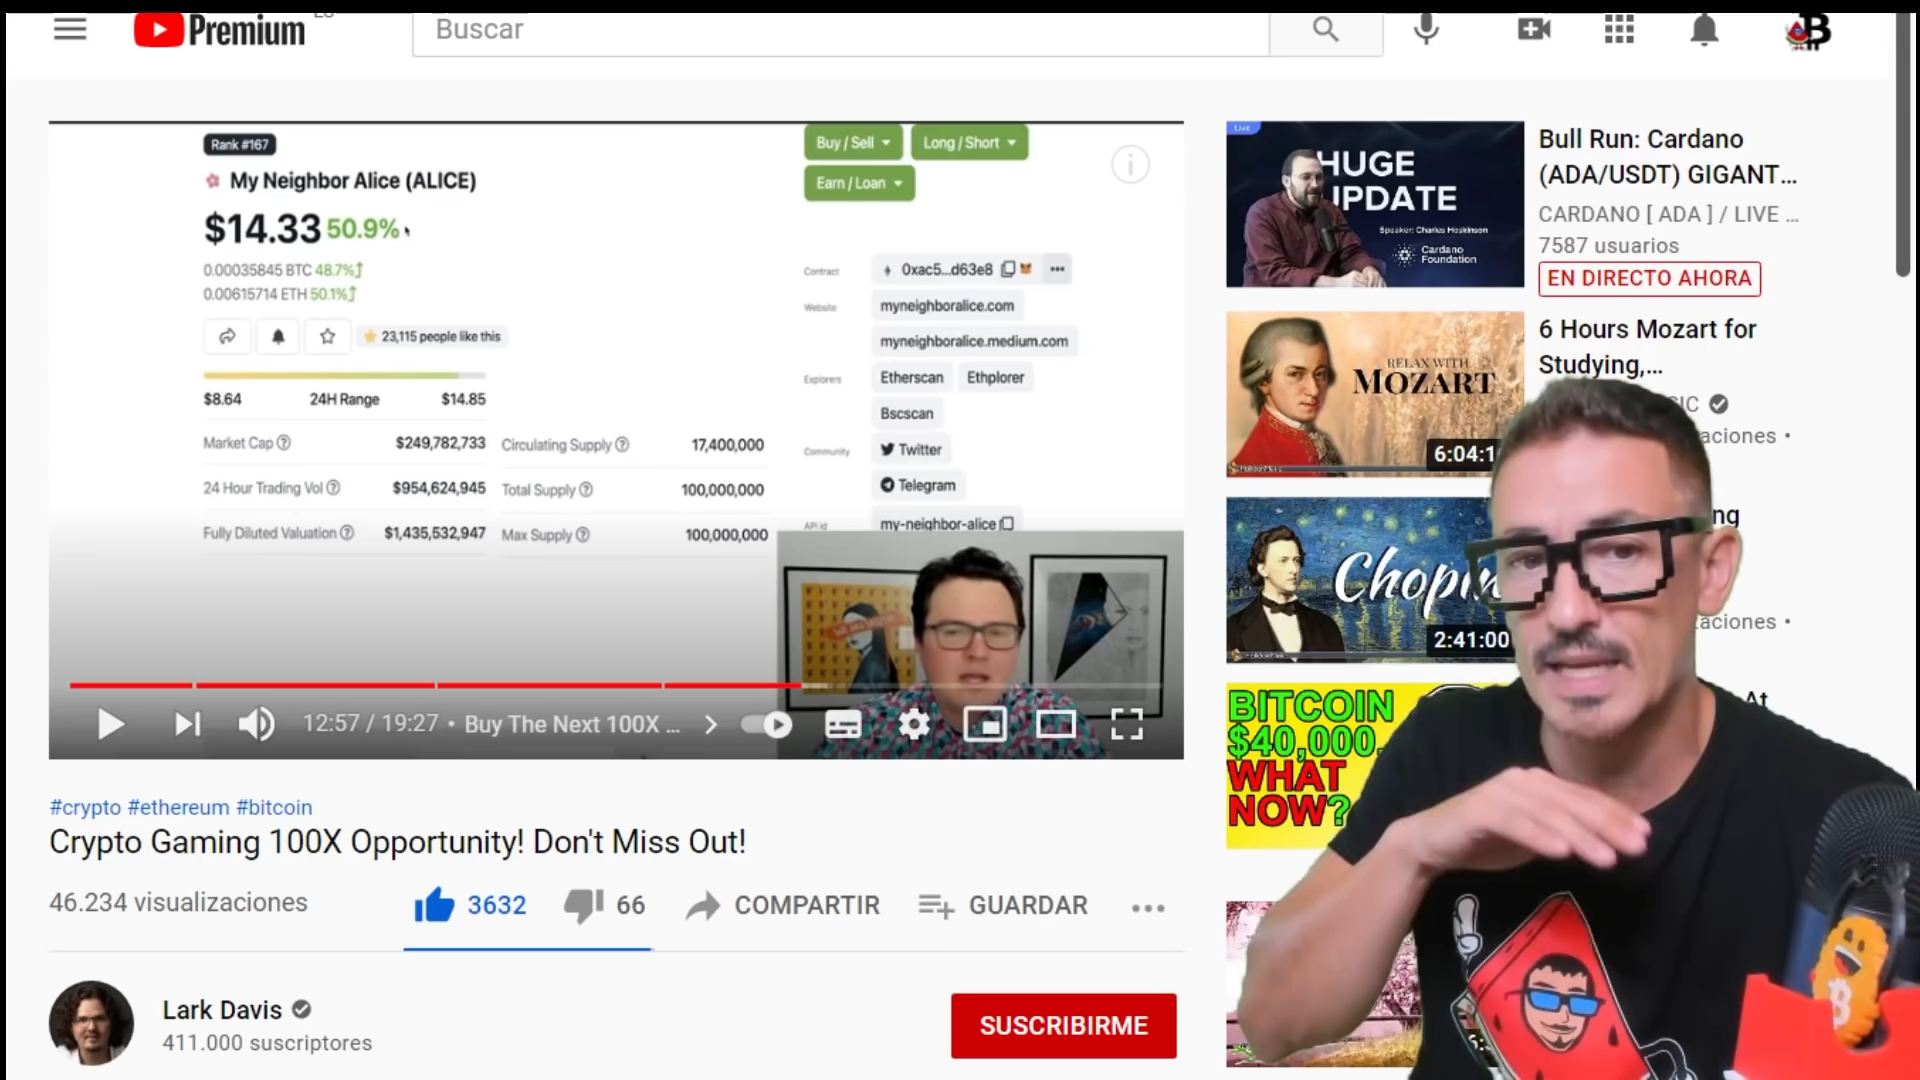 Premium
ES
Buscar
Rank #167
My Neighbor Alice (ALICE)
$14.33 50.9%
0.00035845 BTC 48.7%
0.00615714 ETH 50.1%
23,115 people like this
$8.64 24H Range $14.85
Market Cap $249,782,733
24 Hour Trading Vol $954,624,945
Fully Diluted Valuation $1,435,532,947
Circulating Supply 17,400,000
Total Supply 100,000,000
Max Supply 100,000,000
Buy / Sell
Long / Short
Earn / Loan
Contract 0xac5...d63e8
Website myneighboralice.com
myneighboralice.medium.com
Explorers Etherscan Ethplorer
Bscscan
Community Twitter
Telegram
API id my-neighbor-alice
12:57 / 19:27 • Buy The Next 100X ...
#crypto #ethereum #bitcoin
Crypto Gaming 100X Opportunity! Don't Miss Out!
46.234 visualizaciones
3632
66
COMPARTIR
GUARDAR
Lark Davis
411.000 suscriptores
SUSCRIBIRME
Live
HUGE
UPDATE
Speaker: Charles Hoskinson
Cardano
Foundation
Bull Run: Cardano
(ADA/USDT) GIGANT...
CARDANO [ ADA ] / LIVE ...
7587 usuarios
EN DIRECTO AHORA
RELAX WITH
MOZART
HalidonMusic
6 Hours Mozart for
Studying,...
Chopin
2:41:00
HalidonMusic
BITCOIN
$40,000.
WHAT
NOW?
At